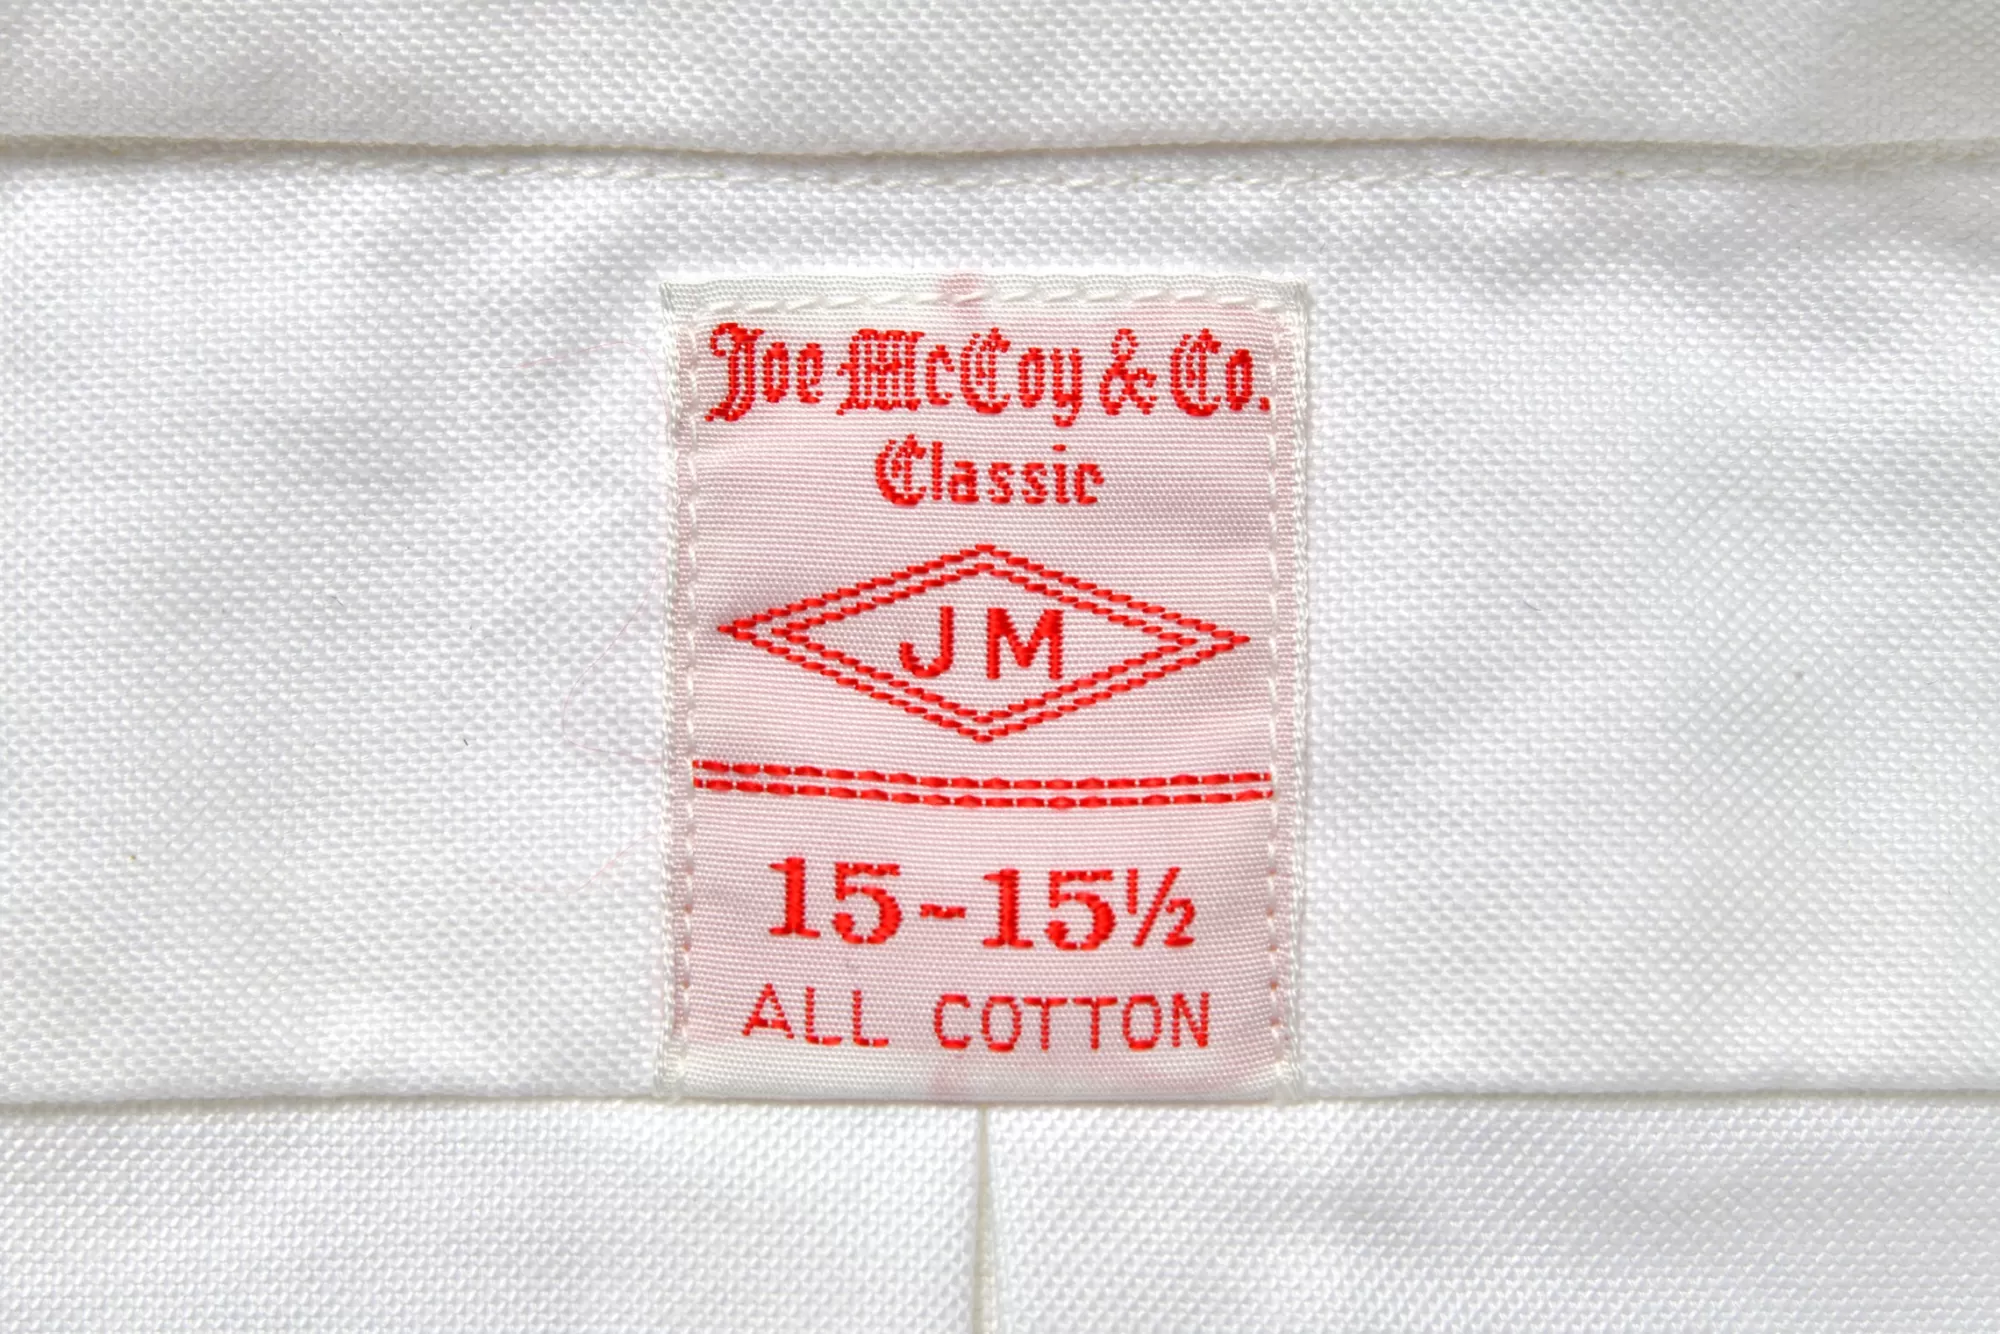 Joe McCoy & Co.
Classic
JM
15-15½
ALL COTTON